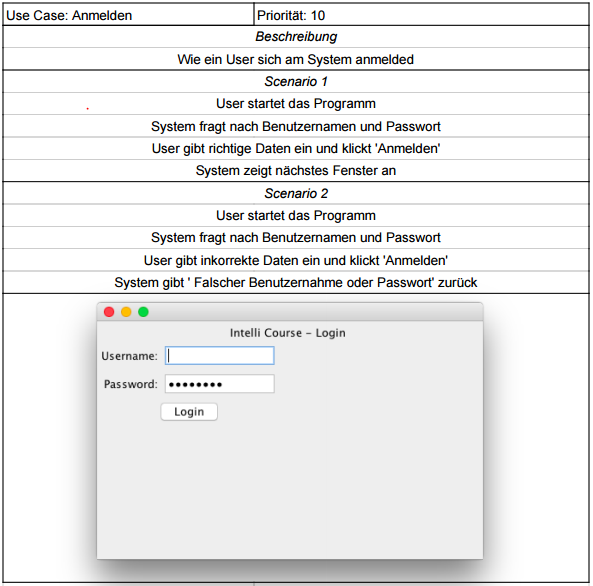 Use Case: Anmelden Priorität: 10
Beschreibung
Wie ein User sich am System anmelded
Scenario 1
User startet das Programm
System fragt nach Benutzernamen und Passwort
User gibt richtige Daten ein und klickt 'Anmelden'
System zeigt nächstes Fenster an
Scenario 2
User startet das Programm
System fragt nach Benutzernamen und Passwort
User gibt inkorrekte Daten ein und klickt 'Anmelden'
System gibt ' Falscher Benutzernahme oder Passwort' zurück
Intelli Course - Login
Username:
Password: ••••••••
Login